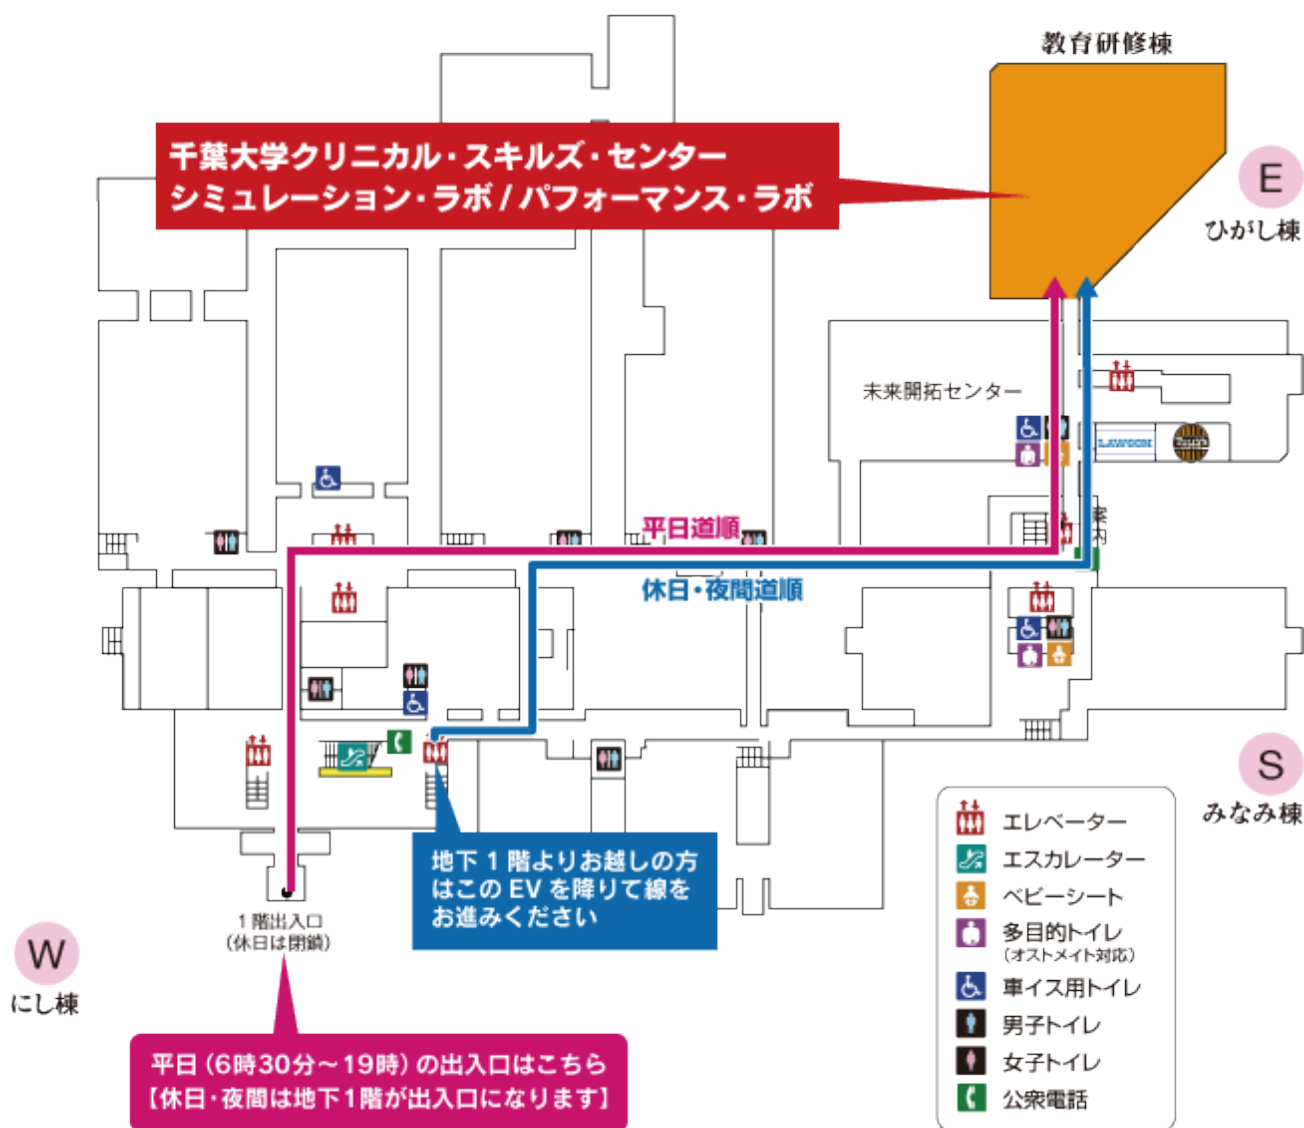 教育研修棟
千葉大学クリニカル・スキルズ・センター
シミュレーション・ラボ / パフォーマンス・ラボ
E
ひがし棟
未来開拓センター
LAWSON
案内
平日道順
休日・夜間道順
S
みなみ棟
地下 1 階よりお越しの方
はこの EV を降りて線を
お進みください
1階出入口
(休日は閉鎖)
W
にし棟
平日 (6時30分～19時) の出入口はこちら
【休日・夜間は地下1階が出入口になります】
エレベーター
エスカレーター
ベビーシート
多目的トイレ
(オストメイト対応)
車イス用トイレ
男子トイレ
女子トイレ
公衆電話